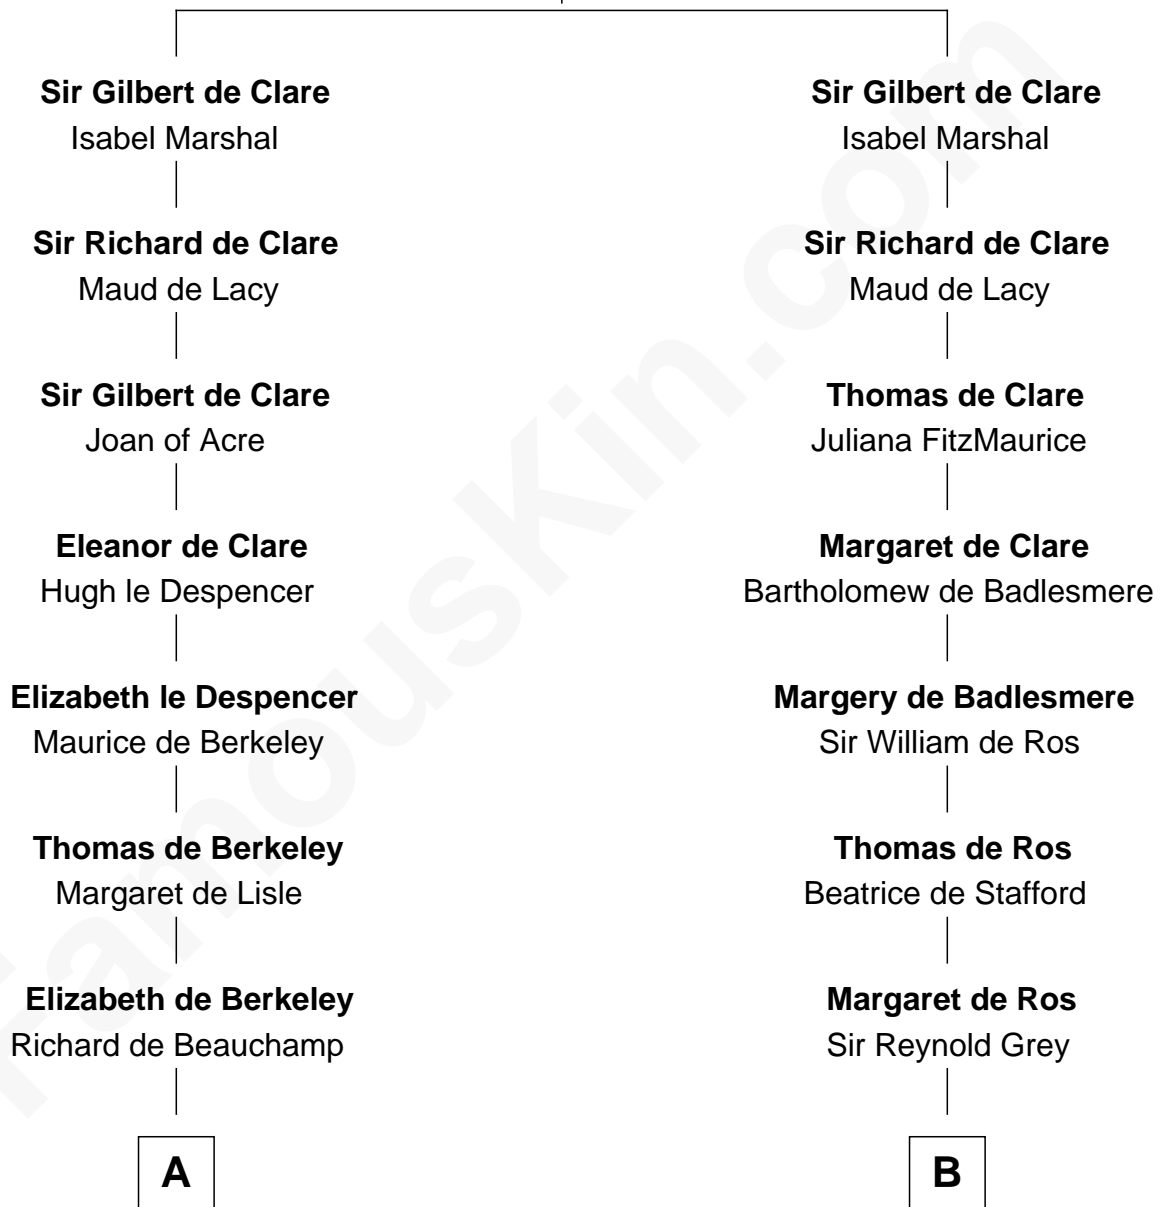 Sir Gilbert de Clare
Isabel Marshal
Sir Richard de Clare
Maud de Lacy
Sir Gilbert de Clare
Joan of Acre
Eleanor de Clare
Hugh le Despencer
Elizabeth le Despencer
Maurice de Berkeley
Thomas de Berkeley
Margaret de Lisle
Elizabeth de Berkeley
Richard de Beauchamp
A
Sir Gilbert de Clare
Isabel Marshal
Sir Richard de Clare
Maud de Lacy
Thomas de Clare
Juliana FitzMaurice
Margaret de Clare
Bartholomew de Badlesmere
Margery de Badlesmere
Sir William de Ros
Thomas de Ros
Beatrice de Stafford
Margaret de Ros
Sir Reynold Grey
B
FamousKin.com